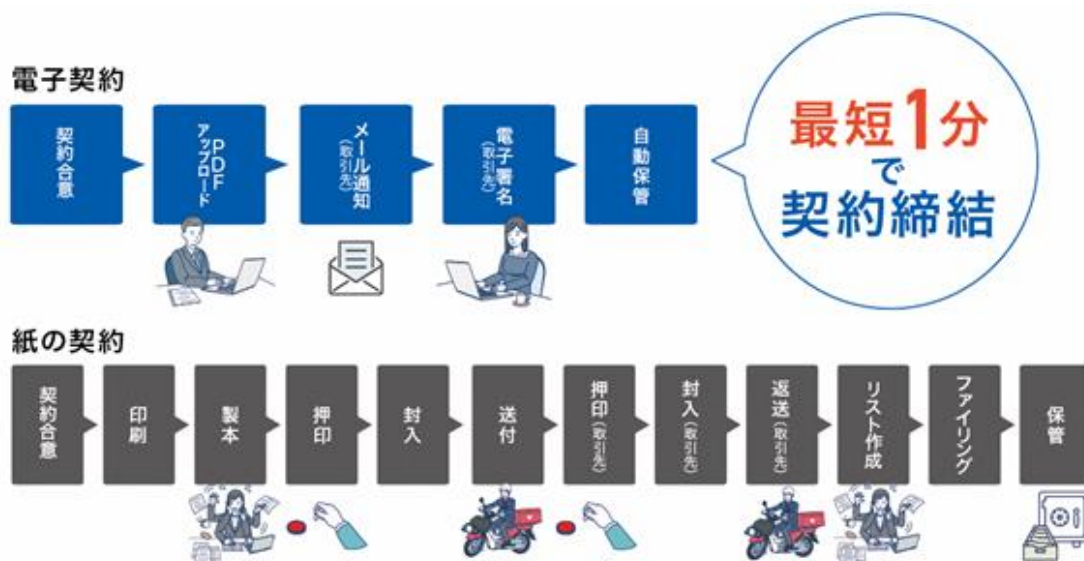 電子契約
契約合意
PDF
アップロード
メール通知
(取引先)
電子署名
(取引先)
自動保管
最短1分
で
契約締結
紙の契約
契約合意
印刷
製本
押印
封入
送付
押印(取引先)
封入(取引先)
返送(取引先)
リスト作成
ファイリング
保管